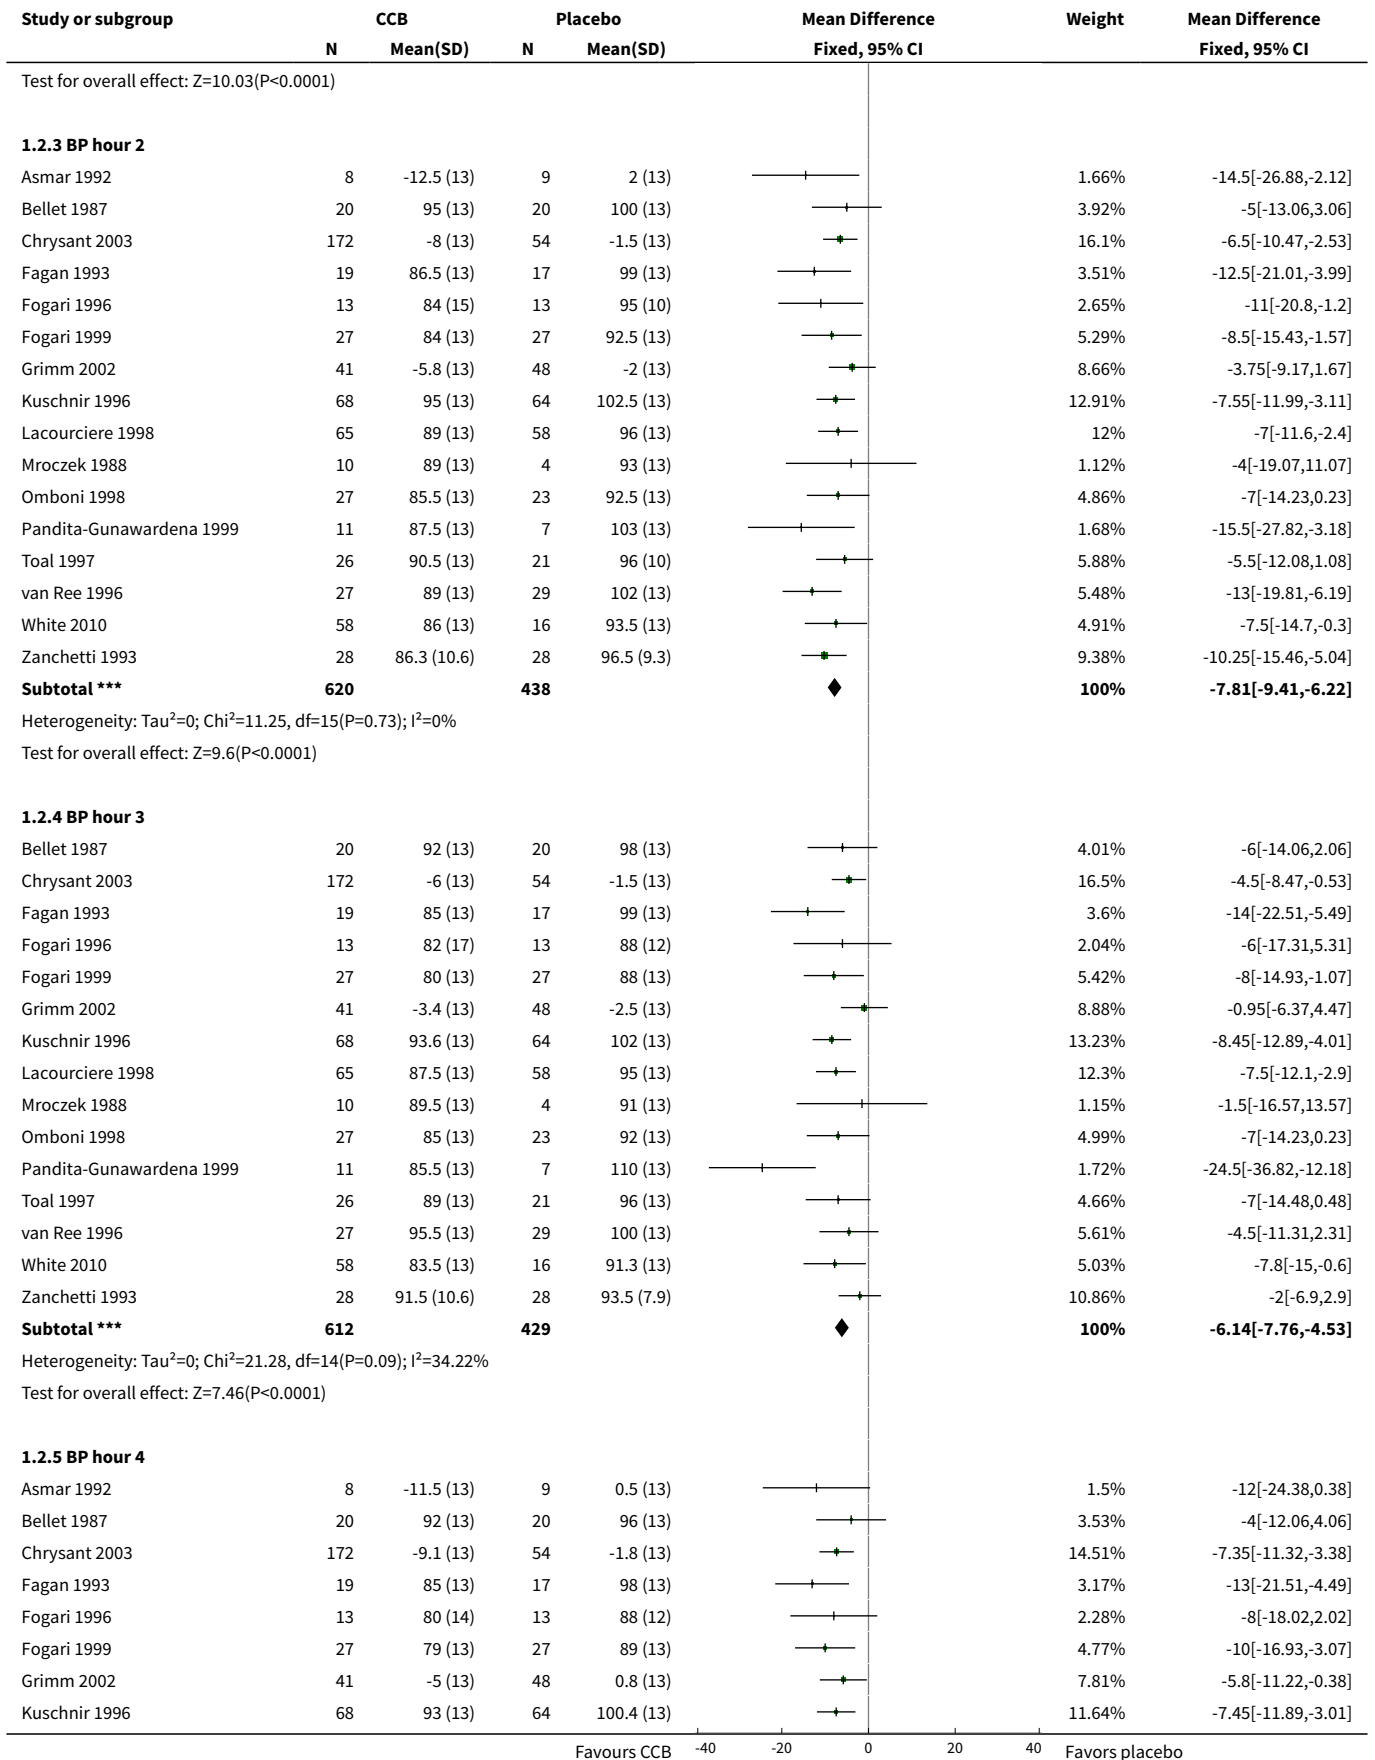 Study or subgroup CCB Placebo Mean Difference Weight Mean Difference
N Mean(SD) N Mean(SD) Fixed, 95% CI Fixed, 95% CI
Test for overall effect: Z=10.03(P<0.0001)
1.2.3 BP hour 2
Asmar 1992 8 -12.5 (13) 9 2 (13) 1.66% -14.5[-26.88,-2.12]
Bellet 1987 20 95 (13) 20 100 (13) 3.92% -5[-13.06,3.06]
Chrysant 2003 172 -8 (13) 54 -1.5 (13) 16.1% -6.5[-10.47,-2.53]
Fagan 1993 19 86.5 (13) 17 99 (13) 3.51% -12.5[-21.01,-3.99]
Fogari 1996 13 84 (15) 13 95 (10) 2.65% -11[-20.8,-1.2]
Fogari 1999 27 84 (13) 27 92.5 (13) 5.29% -8.5[-15.43,-1.57]
Grimm 2002 41 -5.8 (13) 48 -2 (13) 8.66% -3.75[-9.17,1.67]
Kuschnir 1996 68 95 (13) 64 102.5 (13) 12.91% -7.55[-11.99,-3.11]
Lacourciere 1998 65 89 (13) 58 96 (13) 12% -7[-11.6,-2.4]
Mroczek 1988 10 89 (13) 4 93 (13) 1.12% -4[-19.07,11.07]
Omboni 1998 27 85.5 (13) 23 92.5 (13) 4.86% -7[-14.23,0.23]
Pandita-Gunawardena 1999 11 87.5 (13) 7 103 (13) 1.68% -15.5[-27.82,-3.18]
Toal 1997 26 90.5 (13) 21 96 (10) 5.88% -5.5[-12.08,1.08]
van Ree 1996 27 89 (13) 29 102 (13) 5.48% -13[-19.81,-6.19]
White 2010 58 86 (13) 16 93.5 (13) 4.91% -7.5[-14.7,-0.3]
Zanchetti 1993 28 86.3 (10.6) 28 96.5 (9.3) 9.38% -10.25[-15.46,-5.04]
Subtotal *** 620 438 100% -7.81[-9.41,-6.22]
Heterogeneity: Tau²=0; Chi²=11.25, df=15(P=0.73); I²=0%
Test for overall effect: Z=9.6(P<0.0001)
1.2.4 BP hour 3
Bellet 1987 20 92 (13) 20 98 (13) 4.01% -6[-14.06,2.06]
Chrysant 2003 172 -6 (13) 54 -1.5 (13) 16.5% -4.5[-8.47,-0.53]
Fagan 1993 19 85 (13) 17 99 (13) 3.6% -14[-22.51,-5.49]
Fogari 1996 13 82 (17) 13 88 (12) 2.04% -6[-17.31,5.31]
Fogari 1999 27 80 (13) 27 88 (13) 5.42% -8[-14.93,-1.07]
Grimm 2002 41 -3.4 (13) 48 -2.5 (13) 8.88% -0.95[-6.37,4.47]
Kuschnir 1996 68 93.6 (13) 64 102 (13) 13.23% -8.45[-12.89,-4.01]
Lacourciere 1998 65 87.5 (13) 58 95 (13) 12.3% -7.5[-12.1,-2.9]
Mroczek 1988 10 89.5 (13) 4 91 (13) 1.15% -1.5[-16.57,13.57]
Omboni 1998 27 85 (13) 23 92 (13) 4.99% -7[-14.23,0.23]
Pandita-Gunawardena 1999 11 85.5 (13) 7 110 (13) 1.72% -24.5[-36.82,-12.18]
Toal 1997 26 89 (13) 21 96 (13) 4.66% -7[-14.48,0.48]
van Ree 1996 27 95.5 (13) 29 100 (13) 5.61% -4.5[-11.31,2.31]
White 2010 58 83.5 (13) 16 91.3 (13) 5.03% -7.8[-15,-0.6]
Zanchetti 1993 28 91.5 (10.6) 28 93.5 (7.9) 10.86% -2[-6.9,2.9]
Subtotal *** 612 429 100% -6.14[-7.76,-4.53]
Heterogeneity: Tau²=0; Chi²=21.28, df=14(P=0.09); I²=34.22%
Test for overall effect: Z=7.46(P<0.0001)
1.2.5 BP hour 4
Asmar 1992 8 -11.5 (13) 9 0.5 (13) 1.5% -12[-24.38,0.38]
Bellet 1987 20 92 (13) 20 96 (13) 3.53% -4[-12.06,4.06]
Chrysant 2003 172 -9.1 (13) 54 -1.8 (13) 14.51% -7.35[-11.32,-3.38]
Fagan 1993 19 85 (13) 17 98 (13) 3.17% -13[-21.51,-4.49]
Fogari 1996 13 80 (14) 13 88 (12) 2.28% -8[-18.02,2.02]
Fogari 1999 27 79 (13) 27 89 (13) 4.77% -10[-16.93,-3.07]
Grimm 2002 41 -5 (13) 48 0.8 (13) 7.81% -5.8[-11.22,-0.38]
Kuschnir 1996 68 93 (13) 64 100.4 (13) 11.64% -7.45[-11.89,-3.01]
Favours CCB -40 -20 0 20 40 Favors placebo